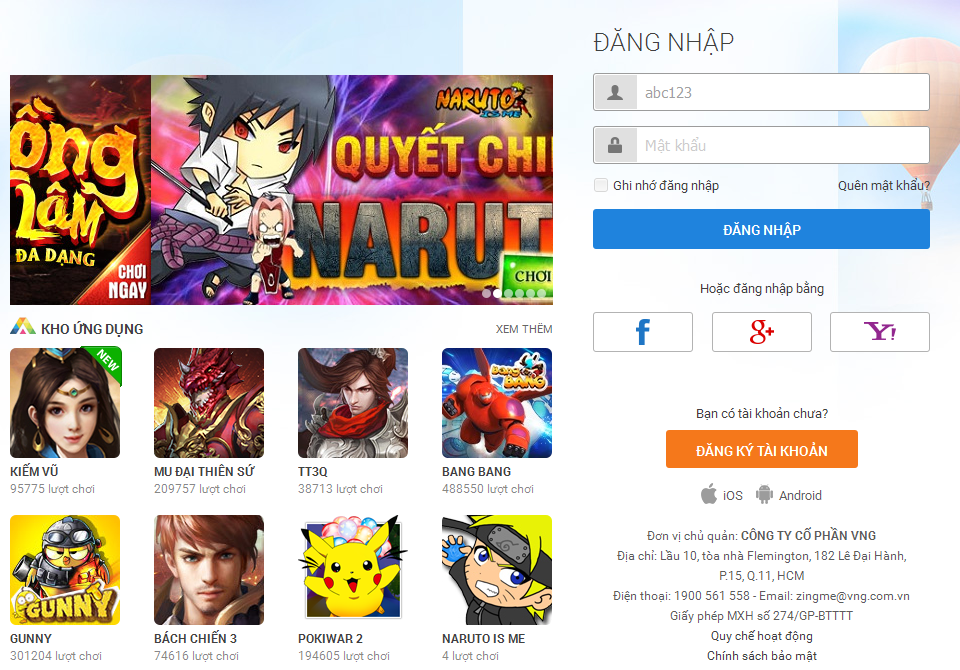 ồng
Lâm
ĐA DẠNG
CHƠI
NGAY
NARUTO
IS ME
QUYẾT CHI
NARUT
CHƠI
KHO ỨNG DỤNG
XEM THÊM
NEW
BANG
BANG
KIẾM VŨ
MU ĐẠI THIÊN SỨ
TT3Q
BANG BANG
95775 lượt chơi
209757 lượt chơi
38713 lượt chơi
488550 lượt chơi
GUNNY
GUNNY
BÁCH CHIẾN 3
POKIWAR 2
NARUTO IS ME
301204 lượt chơi
74616 lượt chơi
194605 lượt chơi
4 lượt chơi
ĐĂNG NHẬP
abc123
Mật khẩu
Ghi nhớ đăng nhập
Quên mật khẩu?
ĐĂNG NHẬP
Hoặc đăng nhập bằng
f
g+
Y!
Bạn có tài khoản chưa?
ĐĂNG KÝ TÀI KHOẢN
iOS
Android
Đơn vị chủ quản: CÔNG TY CỔ PHẦN VNG
Địa chỉ: Lầu 10, tòa nhà Flemington, 182 Lê Đại Hành,
P.15, Q.11, HCM
Điện thoại: 1900 561 558 - Email: zingme@vng.com.vn
Giấy phép MXH số 274/GP-BTTTT
Quy chế hoạt động
Chính sách bảo mật